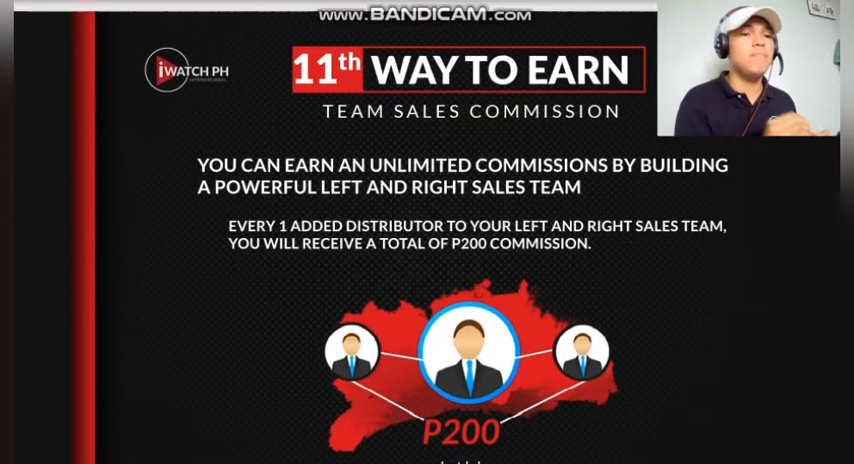 www.BANDICAM.com
iWATCH PH
INTERNATIONAL
11th WAY TO EARN
TEAM SALES COMMISSION
YOU CAN EARN AN UNLIMITED COMMISSIONS BY BUILDING
A POWERFUL LEFT AND RIGHT SALES TEAM
EVERY 1 ADDED DISTRIBUTOR TO YOUR LEFT AND RIGHT SALES TEAM,
YOU WILL RECEIVE A TOTAL OF P200 COMMISSION.
P200